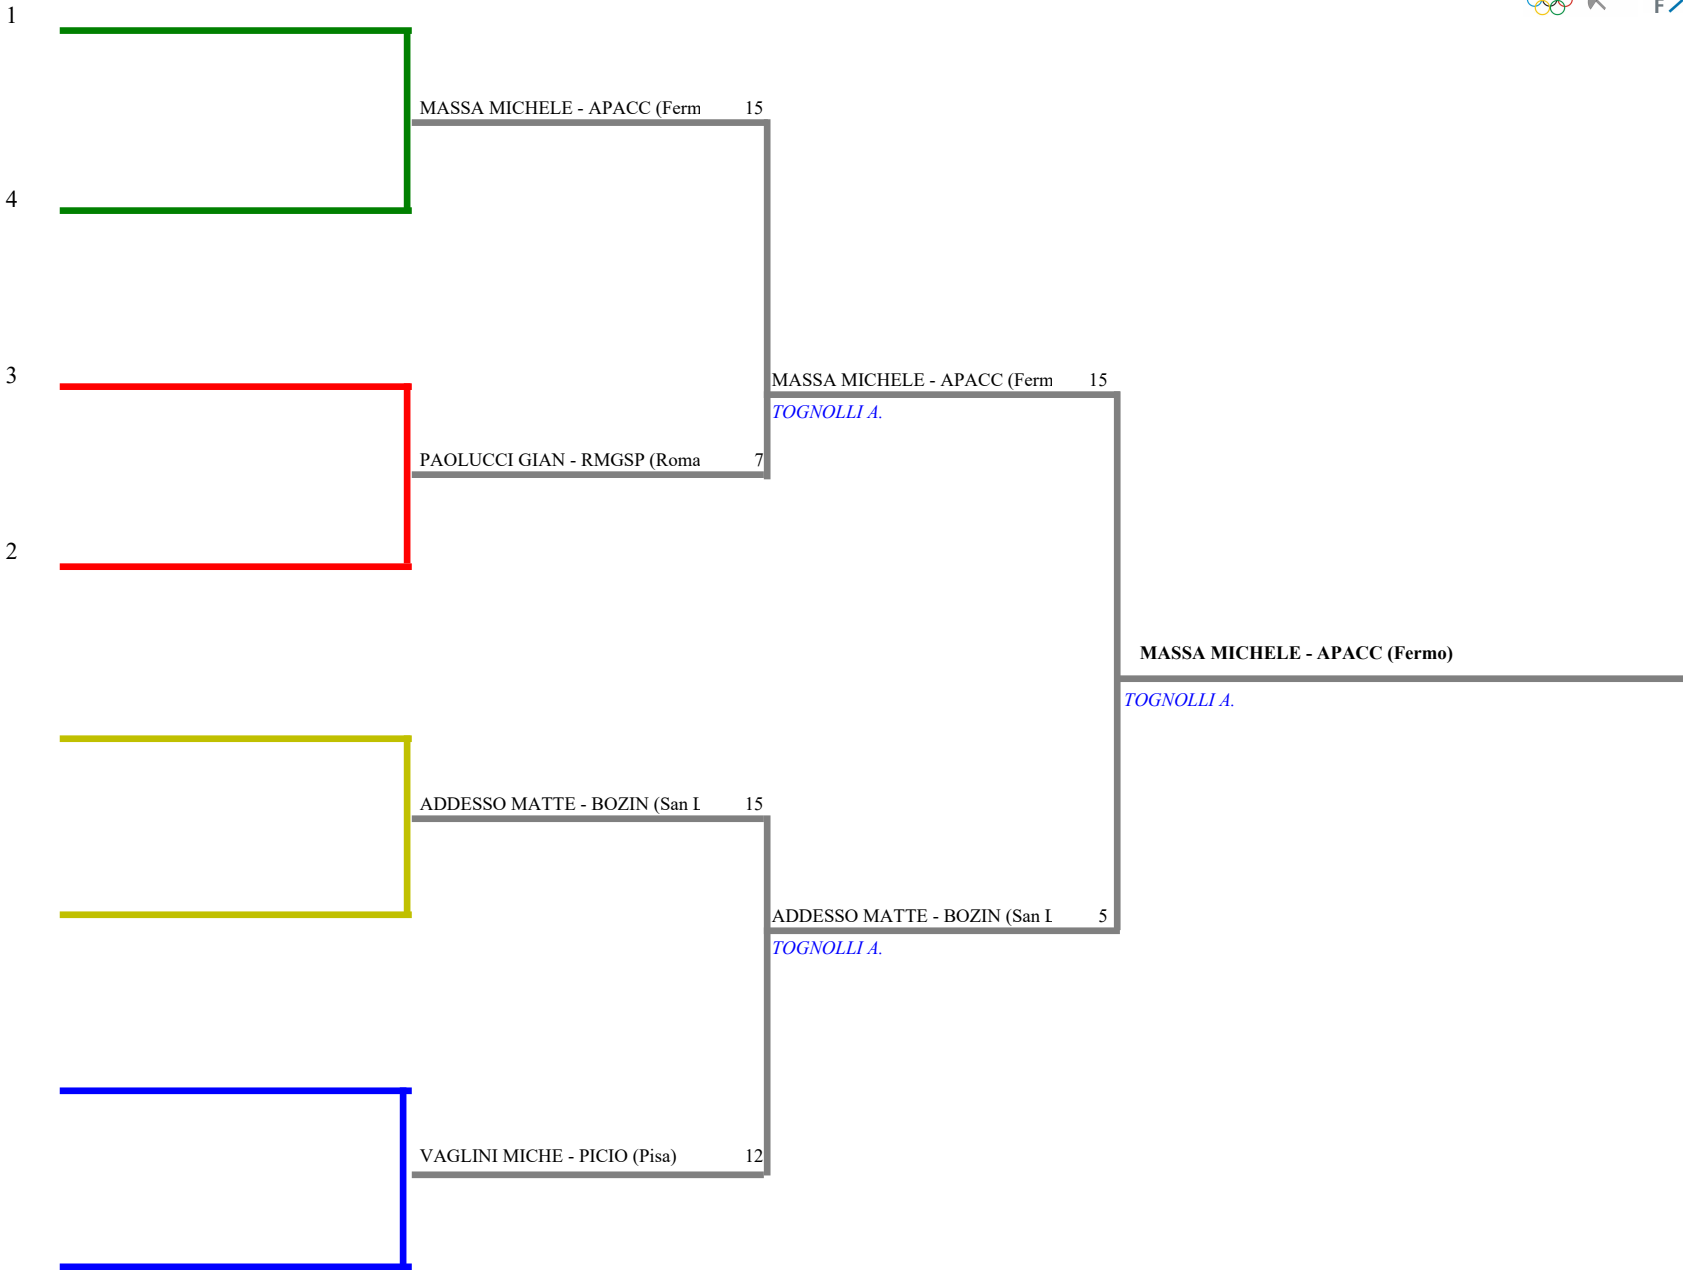 1
F
MASSA MICHELE - APACC (Ferm 15
4
3
MASSA MICHELE - APACC (Ferm 15
TOGNOLLI A.
PAOLUCCI GIAN - RMGSP (Roma 7
2
MASSA MICHELE - APACC (Fermo)
TOGNOLLI A.
ADDESSO MATTE - BOZIN (San 15
ADDESSO MATTE - BOZIN (San 5
TOGNOLLI A.
VAGLINI MICHE - PICIO (Pisa) 12